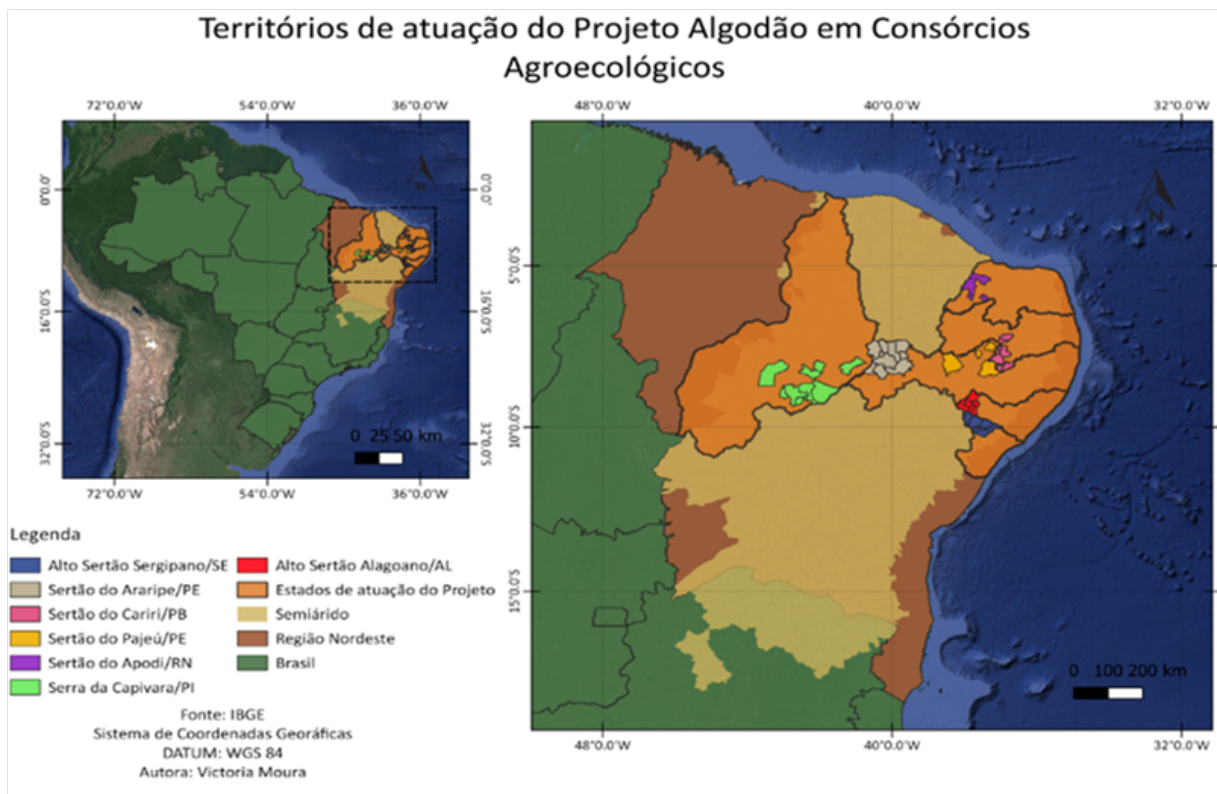 Territórios de atuação do Projeto Algodão em Consórcios
Agroecológicos
72°0.0'W
54°0.0'W
36°0.0'W
0°0.0'
16°0.0'S
32°0.0'S
0°0.0'
16°0.0'S
32°0.0'S
N
0 25 50 km
72°0.0'W
54°0.0'W
36°0.0'W
48°0.0'W
40°0.0'W
32°0.0'W
5°0.0'S
10°0.0'S
15°0.0'S
N
0 100 200 km
48°0.0'W
40°0.0'W
32°0.0'W
Legenda
Alto Sertão Sergipano/SE
Sertão do Araripe/PE
Sertão do Cariri/PB
Sertão do Pajeú/PE
Sertão do Apodi/RN
Serra da Capivara/PI
Alto Sertão Alagoano/AL
Estados de atuação do Projeto
Semiárido
Região Nordeste
Brasil
Fonte: IBGE
Sistema de Coordenadas Georáficas
DATUM: WGS 84
Autora: Victoria Moura